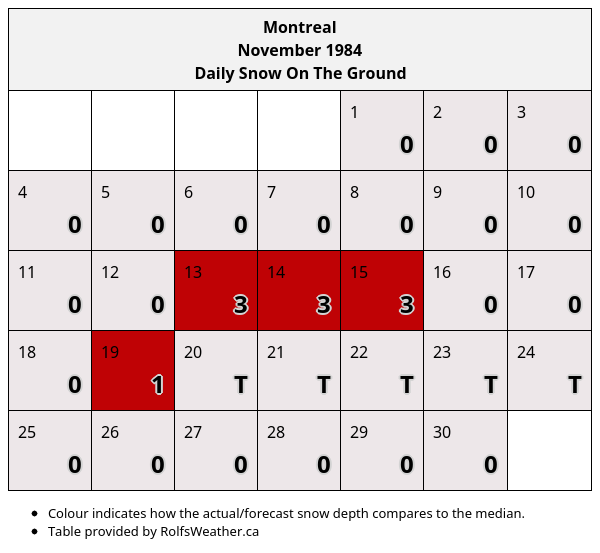 Montreal
November 1984
Daily Snow On The Ground
1 2 3
0 0 0
4 5 6 7 8 9 10
0 0 0 0 0 0 0
11 12 13 14 15 16 17
0 0 3 3 3 0 0
18 19 20 21 22 23 24
0 1 T T T T T
25 26 27 28 29 30
0 0 0 0 0 0
• Colour indicates how the actual/forecast snow depth compares to the median.
• Table provided by RolfsWeather.ca